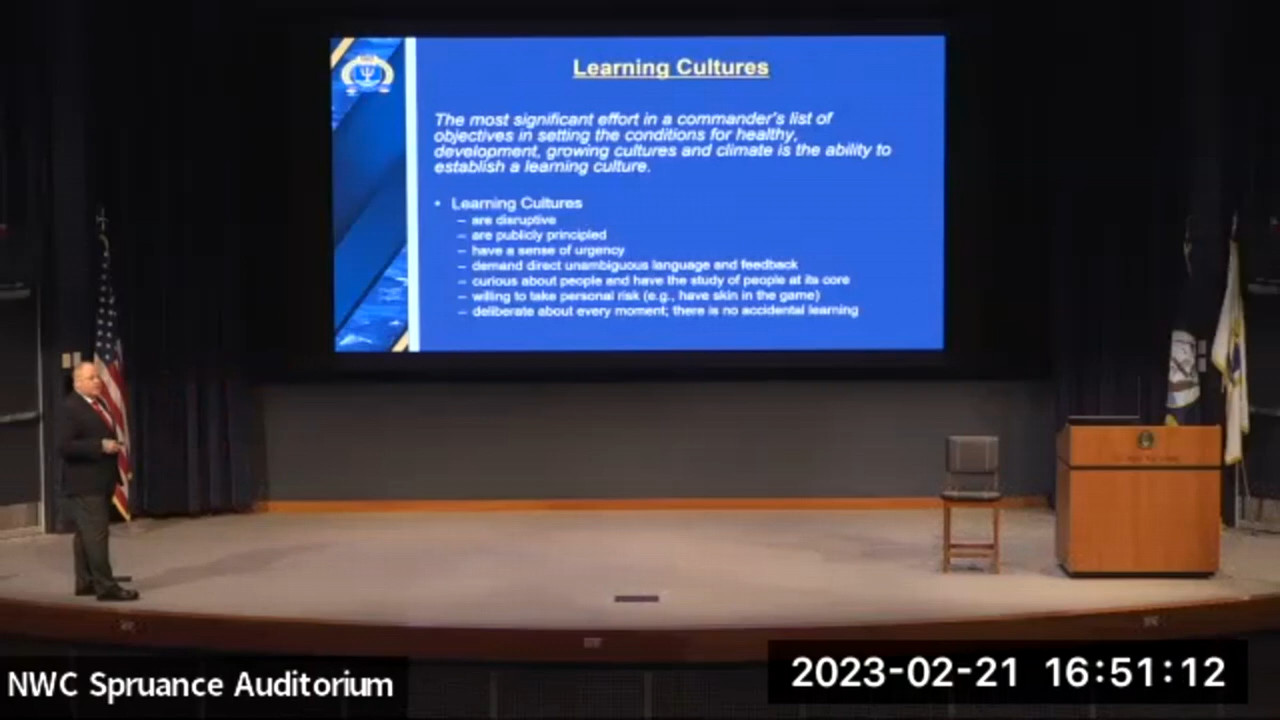 Learning Cultures
The most significant effort in a commander's list of
objectives in setting the conditions for healthy,
development, growing cultures and climate is the ability to
establish a learning culture.
• Learning Cultures
– are disruptive
– are publicly principled
– have a sense of urgency
– demand direct unambiguous language and feedback
– curious about people and have the study of people at its core
– willing to take personal risk (e.g., have skin in the game)
– deliberate about every moment; there is no accidental learning
NWC Spruance Auditorium
2023-02-21 16:51:12